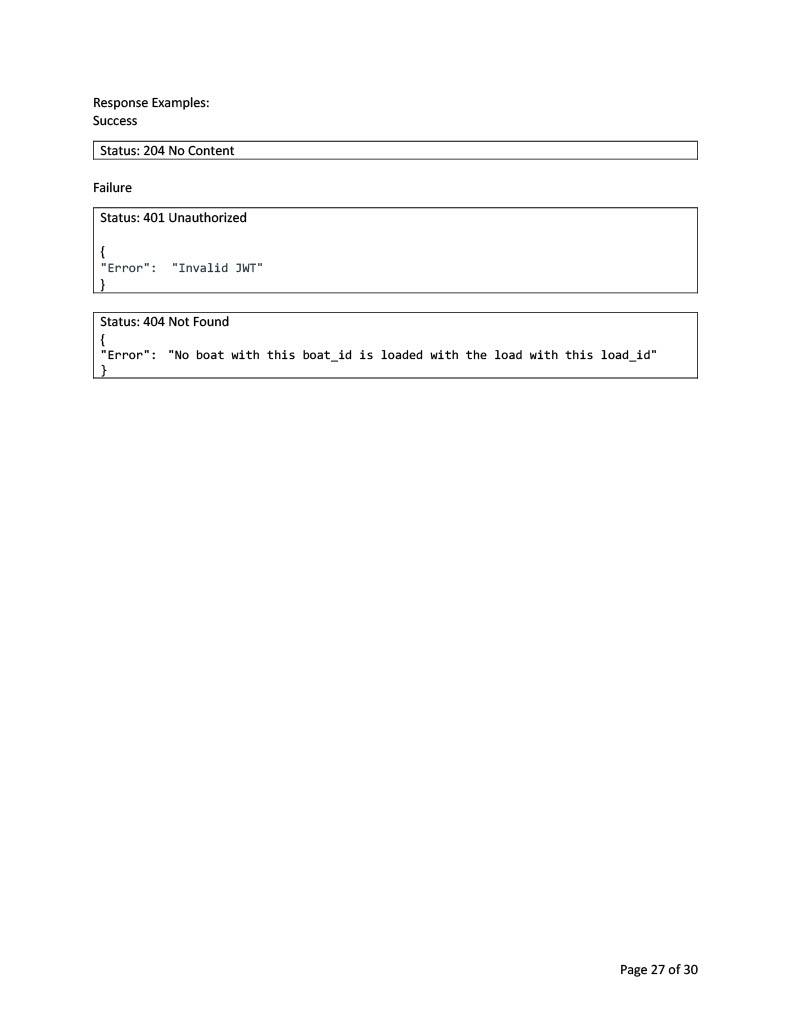 Response Examples:
Success
Status: 204 No Content
Failure
Status: 401 Unauthorized
{
"Error":  "Invalid JWT"
}
Status: 404 Not Found
{
"Error":  "No boat with this boat_id is loaded with the load with this load_id"
}
Page 27 of 30